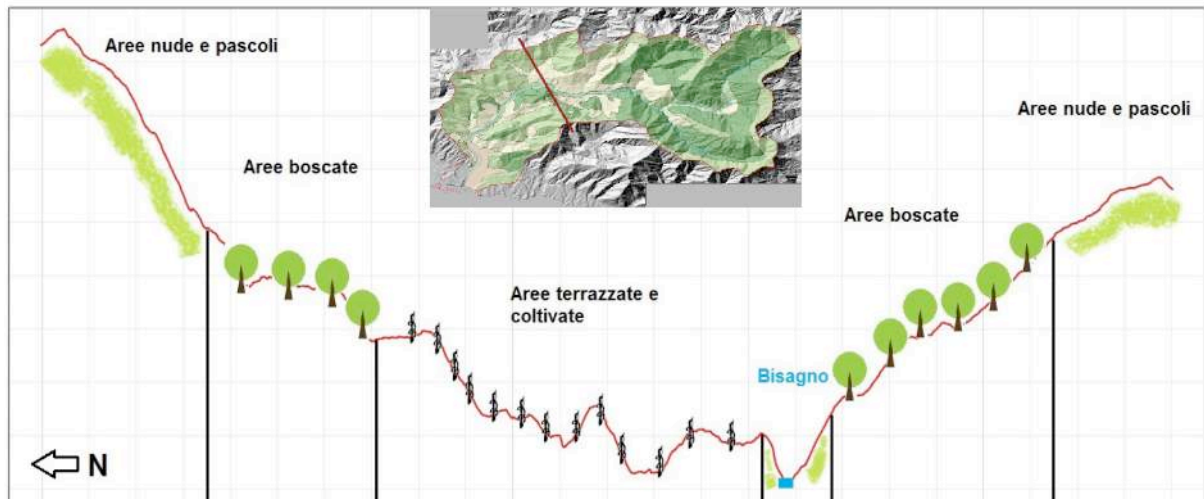 Aree nude e pascoli
Aree nude e pascoli
Aree boscate
Aree boscate
Aree terrazzate e
coltivate
Bisagno
N